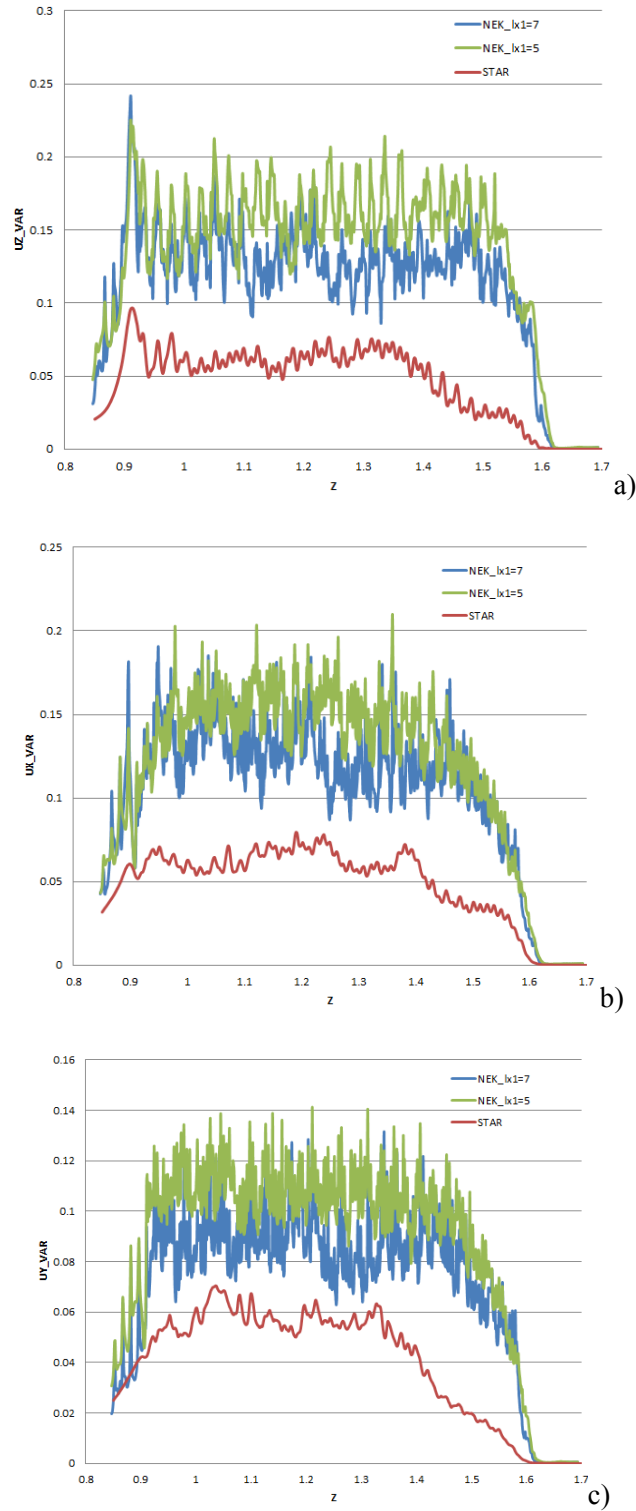 0.3
0.25
0.2
0.15
0.1
0.05
0
UZ_VAR
NEK_lx1=7
NEK_lx1=5
STAR
0.8 0.9 1 1.1 1.2 1.3 1.4 1.5 1.6 1.7
Z
a)
0.25
0.2
0.15
0.1
0.05
0
UX_VAR
NEK_lx1=7
NEK_lx1=5
STAR
0.8 0.9 1 1.1 1.2 1.3 1.4 1.5 1.6 1.7
Z
b)
0.16
0.14
0.12
0.1
0.08
0.06
0.04
0.02
0
UY_VAR
NEK_lx1=7
NEK_lx1=5
STAR
0.8 0.9 1 1.1 1.2 1.3 1.4 1.5 1.6 1.7
Z
c)